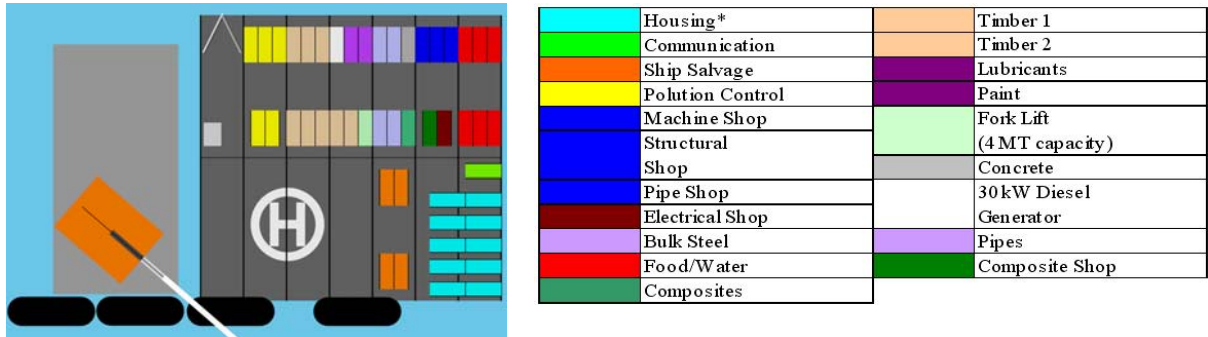 H
Housing*
Communication
Ship Salvage
Polution Control
Machine Shop
Structural
Shop
Pipe Shop
Electrical Shop
Bulk Steel
Food/Water
Composites
Timber 1
Timber 2
Lubricants
Paint
Fork Lift
(4 MT capacity)
Concrete
30 kW Diesel
Generator
Pipes
Composite Shop